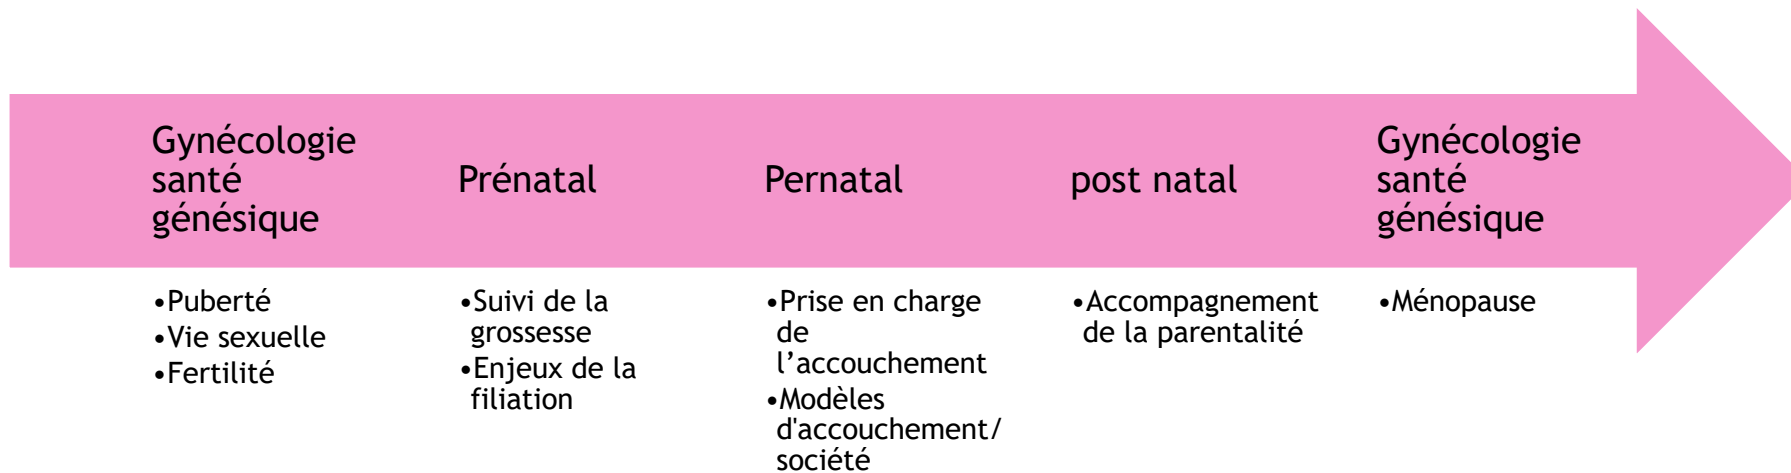 Gynécologie
santé
génésique
Prénatal
Pernatal
post natal
Gynécologie
santé
génésique
•Puberté
•Vie sexuelle
•Fertilité
•Suivi de la
grossesse
•Enjeux de la
filiation
•Prise en charge
de
l’accouchement
•Modèles
d'accouchement/
société
•Accompagnement
de la parentalité
•Ménopause